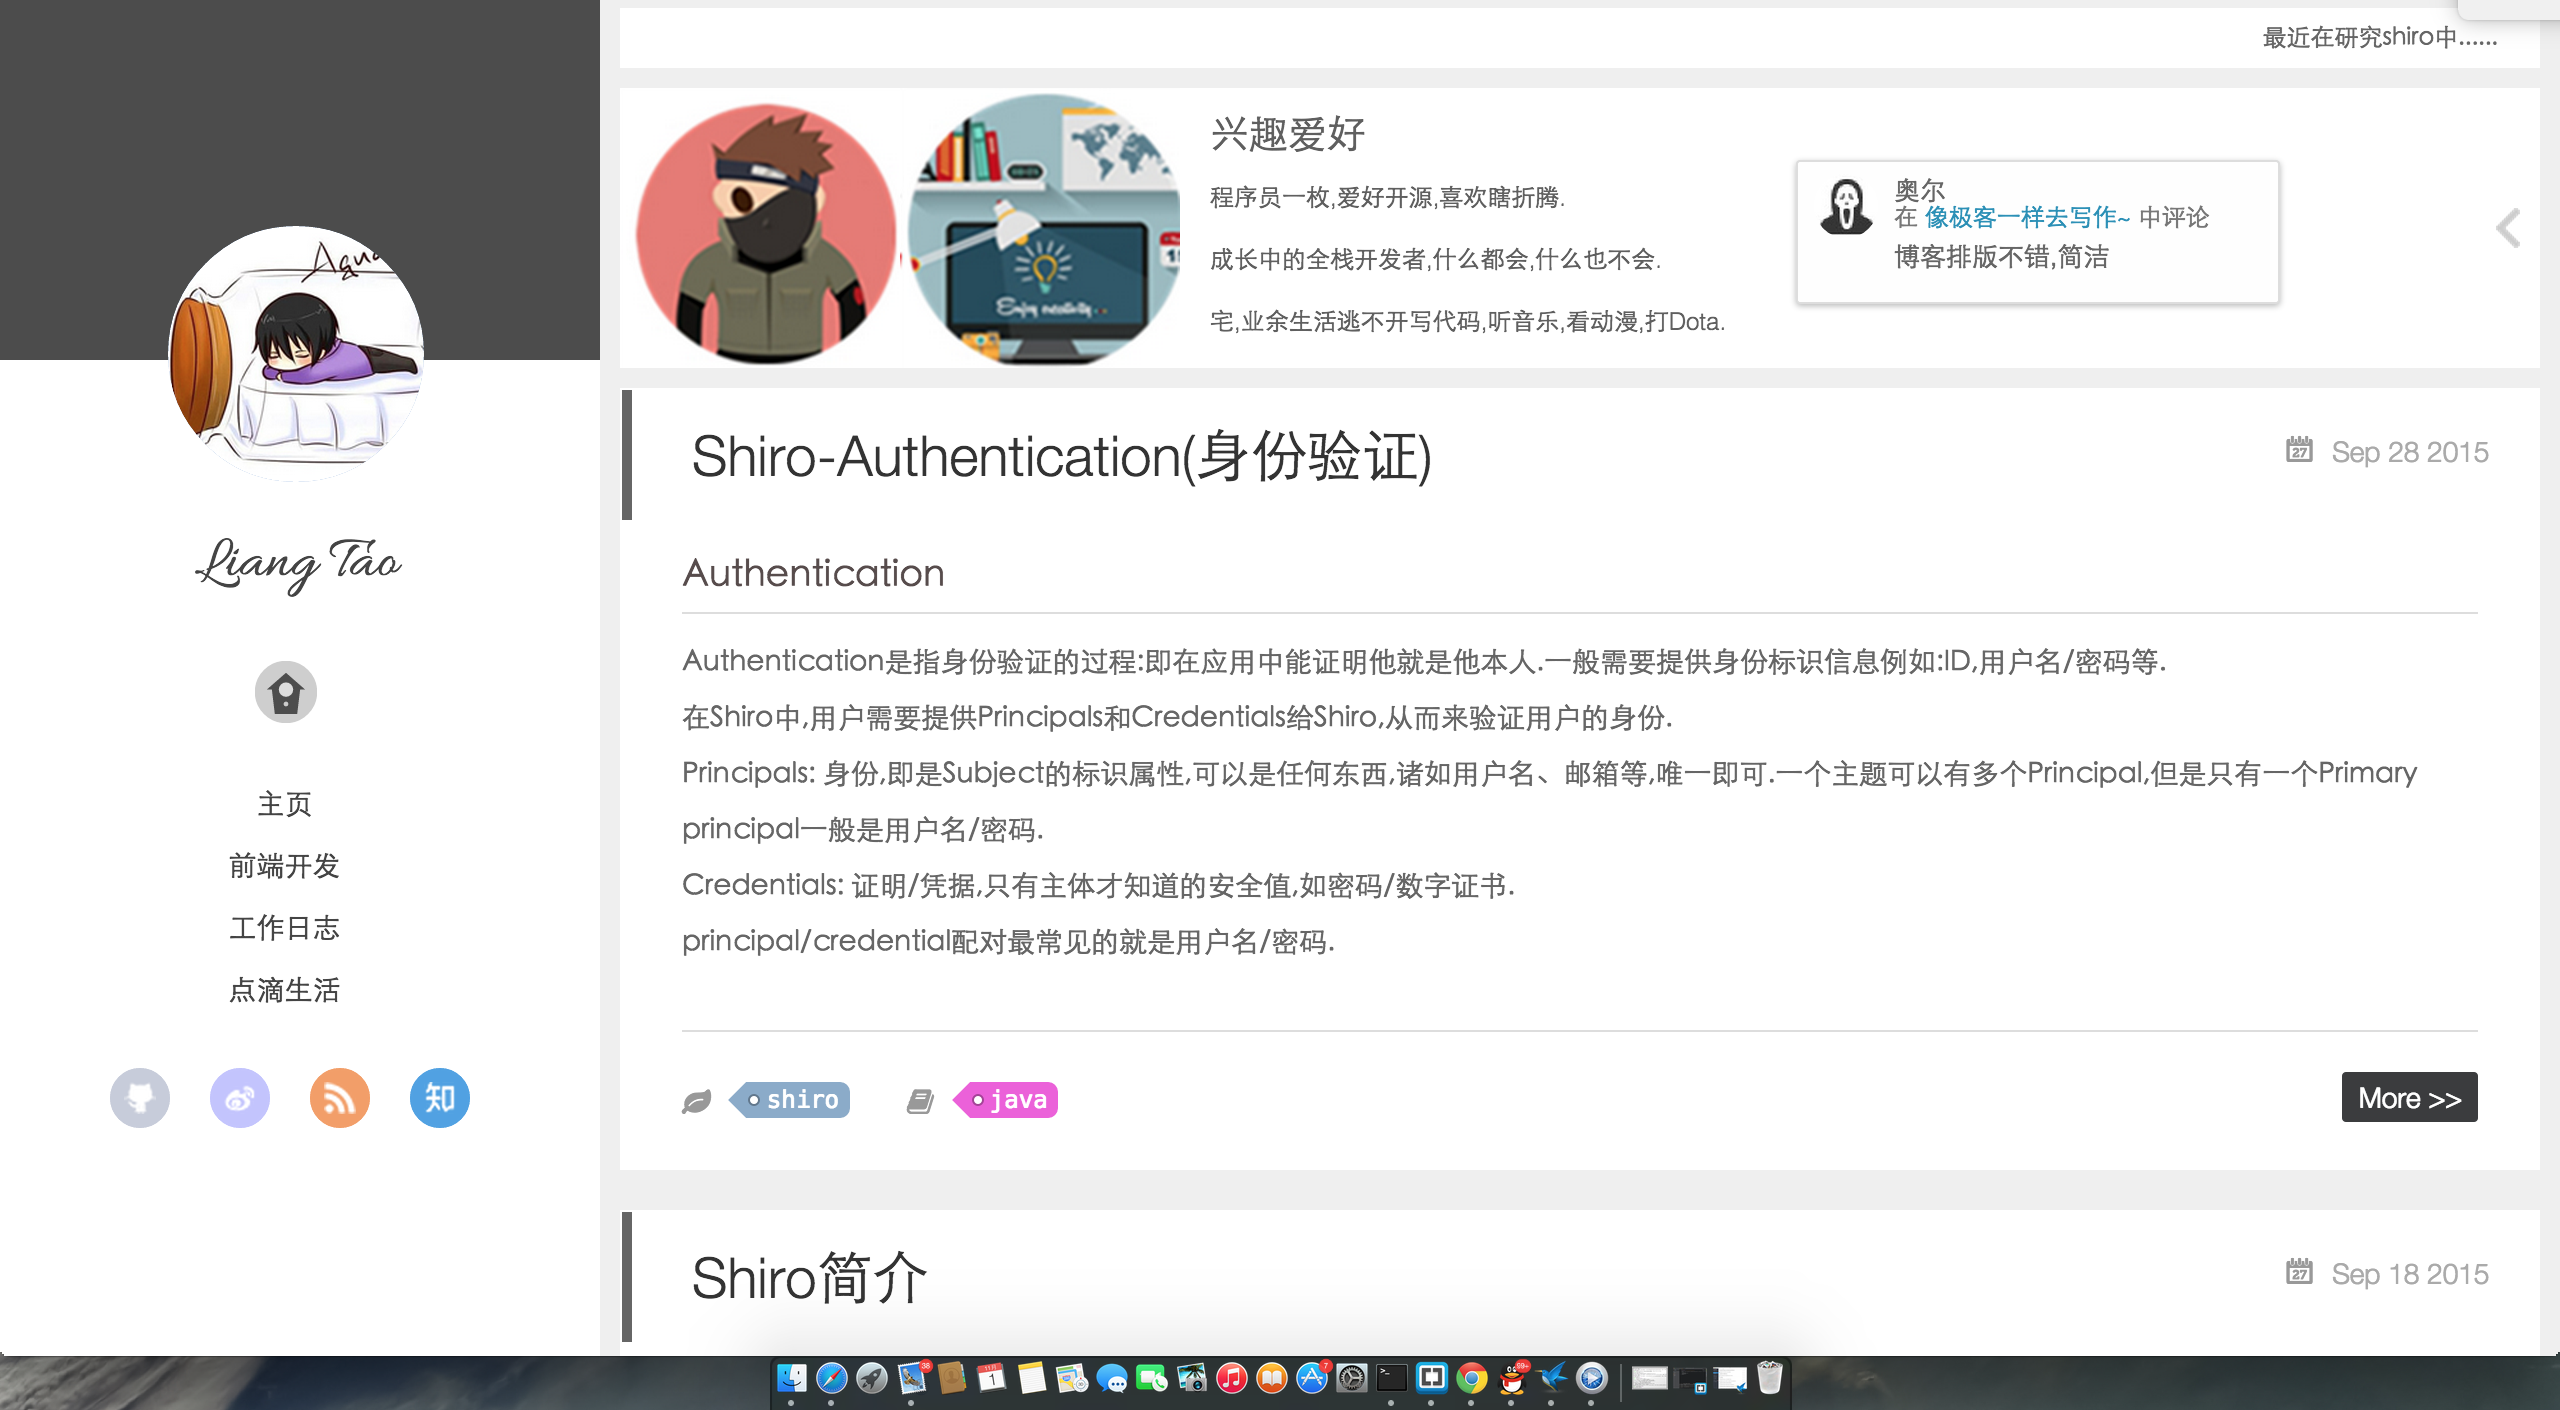 最近在研究shiro中......
Agua
Liang Tao
主页
前端开发
工作日志
点滴生活
知
Enjoy creativity...
兴趣爱好
程序员一枚,爱好开源,喜欢瞎折腾.
成长中的全栈开发者,什么都会,什么也不会.
宅,业余生活逃不开写代码,听音乐,看动漫,打Dota.
奥尔
在 像极客一样去写作~ 中评论
博客排版不错,简洁
Shiro-Authentication(身份验证)
27 Sep 28 2015
Authentication
Authentication是指身份验证的过程:即在应用中能证明他就是他本人.一般需要提供身份标识信息例如:ID,用户名/密码等.
在Shiro中,用户需要提供Principals和Credentials给Shiro,从而来验证用户的身份.
Principals: 身份,即是Subject的标识属性,可以是任何东西,诸如用户名、邮箱等,唯一即可.一个主题可以有多个Principal,但是只有一个Primary
principal一般是用户名/密码.
Credentials: 证明/凭据,只有主体才知道的安全值,如密码/数字证书.
principal/credential配对最常见的就是用户名/密码.
shiro
java
More >>
Shiro简介
27 Sep 18 2015
38
11月
1
7
99+